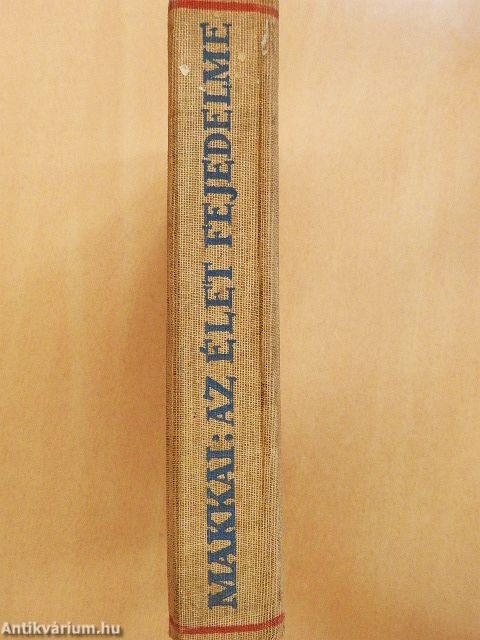 MAKKAI: AZ ÉLET FEJEDELME
Antikvárium.hu